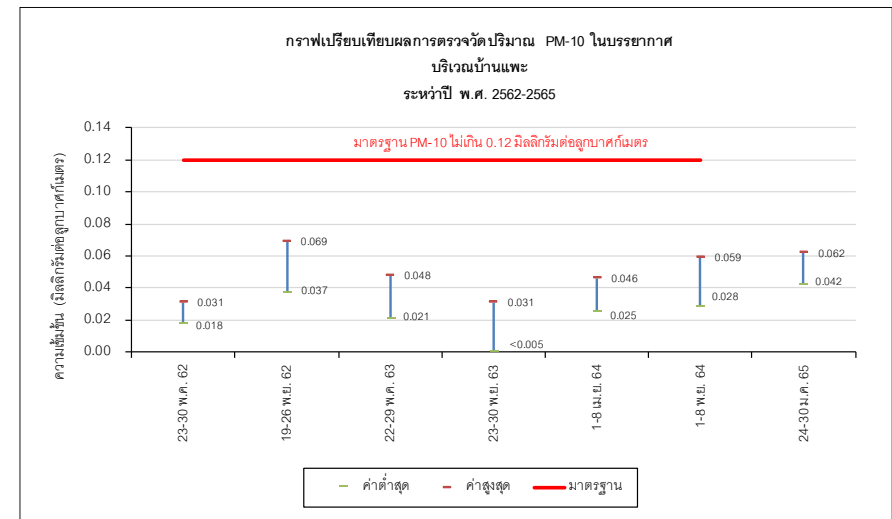 กราฟเปรียบเทียบผลการตรวจวัดปริมาณ PM-10 ในบรรยากาศ
บริเวณบ้านแพะ
ระหว่าปี พ.ศ. 2562-2565
ความเข้มข้น (มิลลิกรัมต่อลูกบาศก์เมตร)
0.14
0.12
0.10
0.08
0.06
0.04
0.02
0.00
มาตรฐาน PM-10 ไม่เกิน 0.12 มิลลิกรัมต่อลูกบาศก์เมตร
0.031
0.018
0.069
0.037
0.048
0.021
0.031
<0.005
0.046
0.025
0.059
0.028
0.062
0.042
23-30 พ.ค. 62
19-26 พ.ย. 62
22-29 พ.ค. 63
23-30 พ.ย. 63
1-8 เม.ย. 64
1-8 พ.ย. 64
24-30 ม.ค. 65
ค่าต่ำสุด ค่าสูงสุด มาตรฐาน